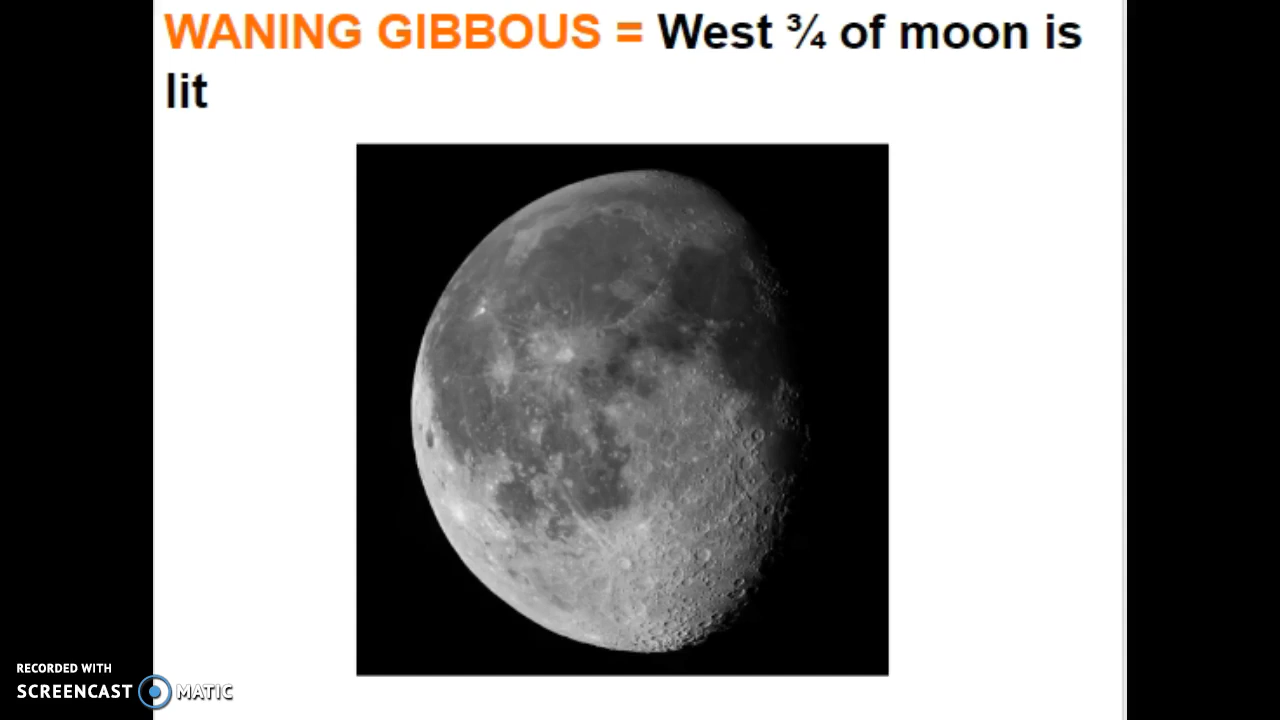 WANING GIBBOUS = West ¾ of moon is
lit
RECORDED WITH
SCREENCAST MATIC